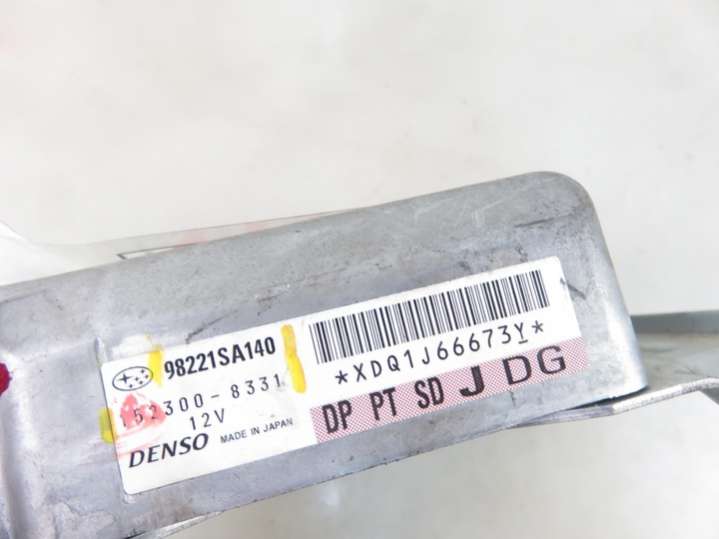 98221SA140
152300-8331
12V
DENSO MADE IN JAPAN
*XDQ1J66673Y*
DP PT SD J DG